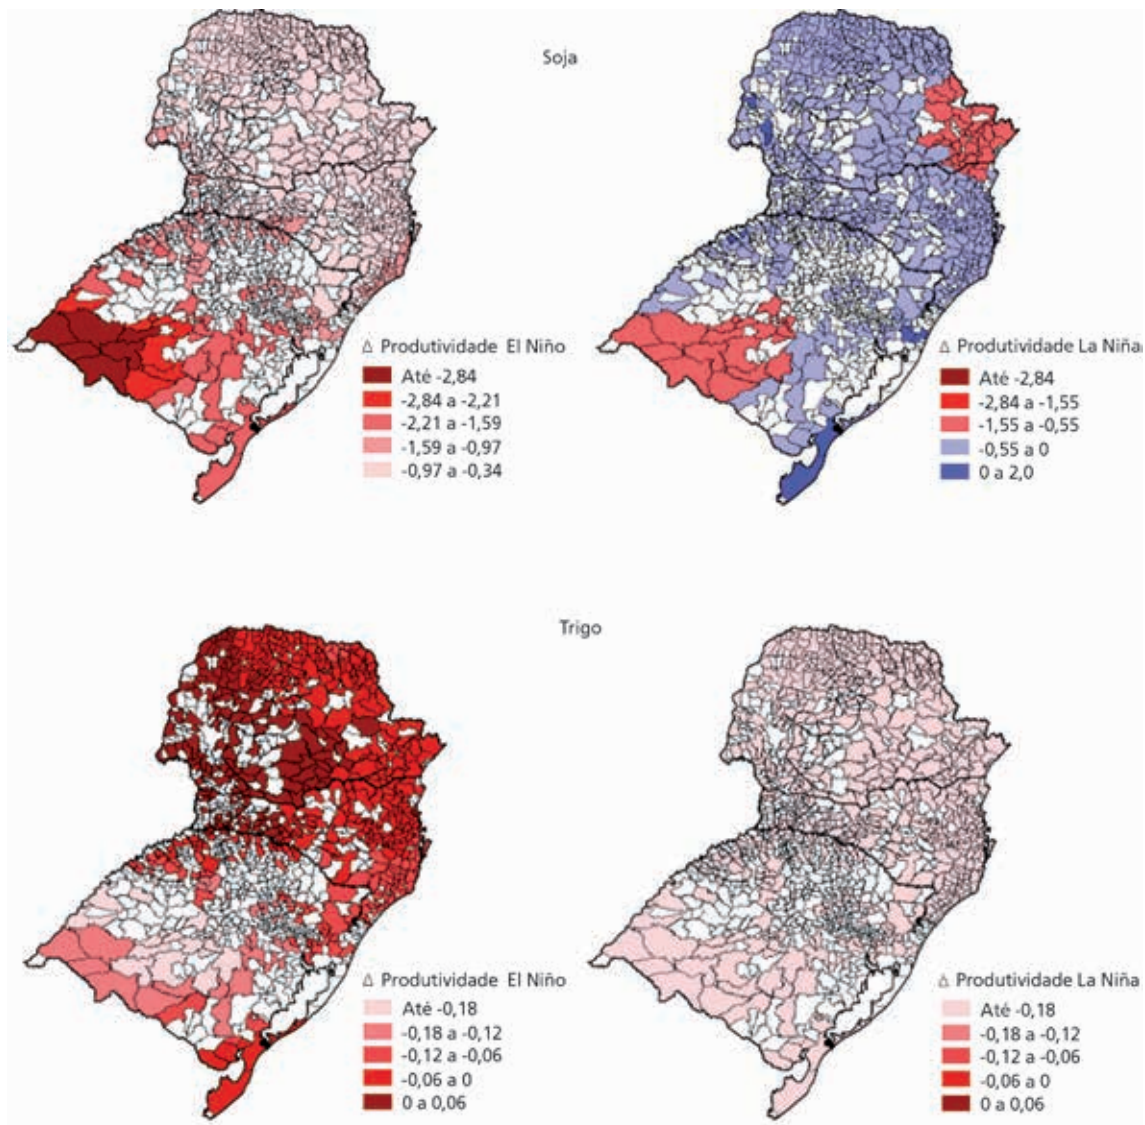 Soja
Δ Produtividade El Niño
Até -2,84
-2,84 a -2,21
-2,21 a -1,59
-1,59 a -0,97
-0,97 a -0,34
Δ Produtividade La Niña
Até -2,84
-2,84 a -1,55
-1,55 a -0,55
-0,55 a 0
0 a 2,0
Trigo
Δ Produtividade El Niño
Até -0,18
-0,18 a -0,12
-0,12 a -0,06
-0,06 a 0
0 a 0,06
Δ Produtividade La Niña
Até -0,18
-0,18 a -0,12
-0,12 a -0,06
-0,06 a 0
0 a 0,06